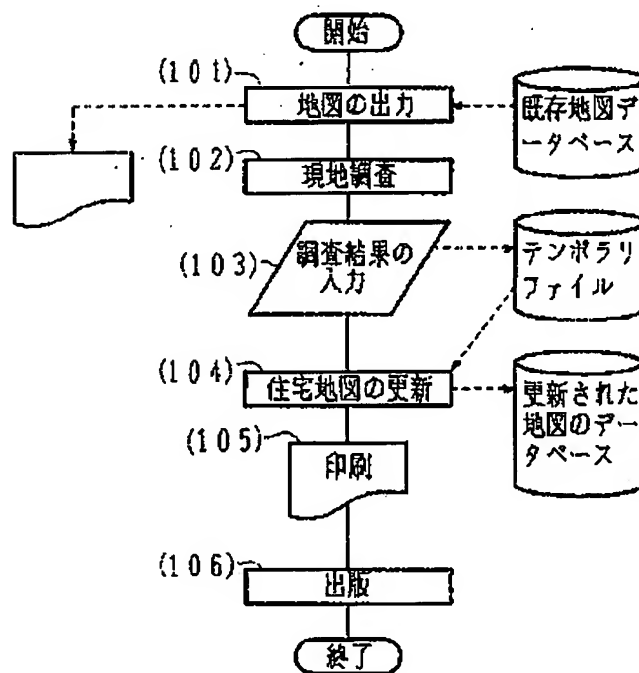 開始
(101)
地図の出力
既存地図デ
ータベース
(102)
現地調査
(103)
調査結果の
入力
テンポラリ
ファイル
(104)
住宅地図の更新
更新された
地図のデー
タベース
(105)
印刷
(106)
出版
終了